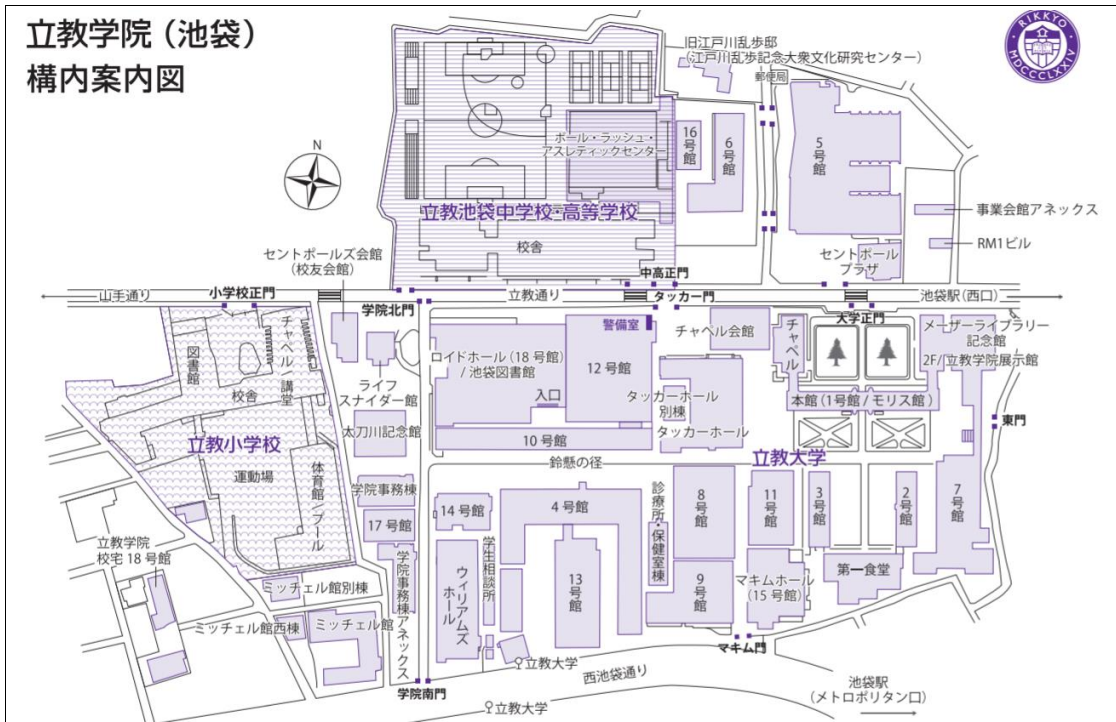 立教学院（池袋）
構内案内図
RIKKYO
MDCCCLXXIV
N
旧江戸川乱歩邸
（江戸川乱歩記念大衆文化研究センター）
郵便局
ポール・ラッシュ・
アスレティックセンター
16号館
6号館
5号館
立教池袋中学校・高等学校
校舎
事業会館アネックス
RM1ビル
セントポール
プラザ
セントポールズ会館
（校友会館）
中高正門
山手通り
小学校正門
学院北門
立教通り
タッカー門
大学正門
池袋駅（西口）
図書館
チャペル/講堂
校舎
立教小学校
運動場
体育館/プール
ライフ
スナイダー館
太刀川記念館
学院事務棟
17号館
学院事務棟アネックス
ロイドホール（18号館）
/池袋図書館
入口
警備室
12号館
10号館
チャペル会館
タッカーホール
別棟
タッカーホール
チャペル
本館（1号館/モリス館）
メーザーライブラリー
記念館
2F/立教学院展示館
東門
鈴懸の径
立教大学
14号館
4号館
診療所・保健室棟
8号館
11号館
3号館
2号館
7号館
ウィリアムズ
ホール
学生相談所
13号館
9号館
マキムホール
（15号館）
第一食堂
立教学院
校宅18号館
ミッチェル館別棟
ミッチェル館西棟
ミッチェル館
学院南門
立教大学
立教大学
西池袋通り
マキム門
池袋駅
（メトロポリタン口）